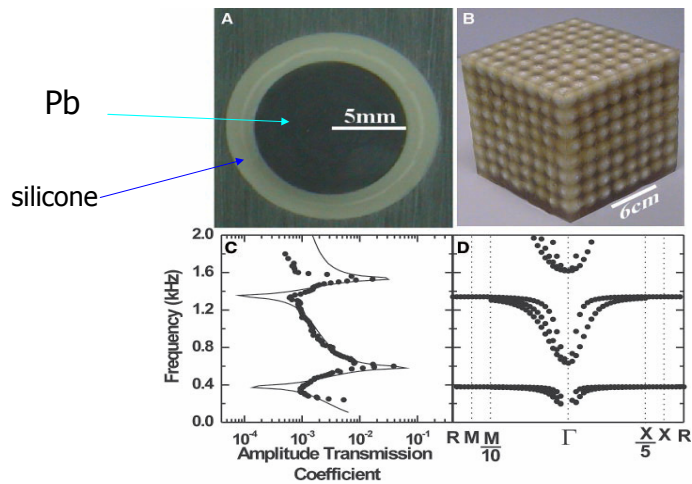 A
B
Pb
5mm
silicone
6cm
C
D
2.0
1.6
1.2
0.8
0.4
0.0
Frequency (kHz)
10⁻⁴ 10⁻³ 10⁻² 10⁻¹
Amplitude Transmission
Coefficient
R M M/10 Γ X/5 X R